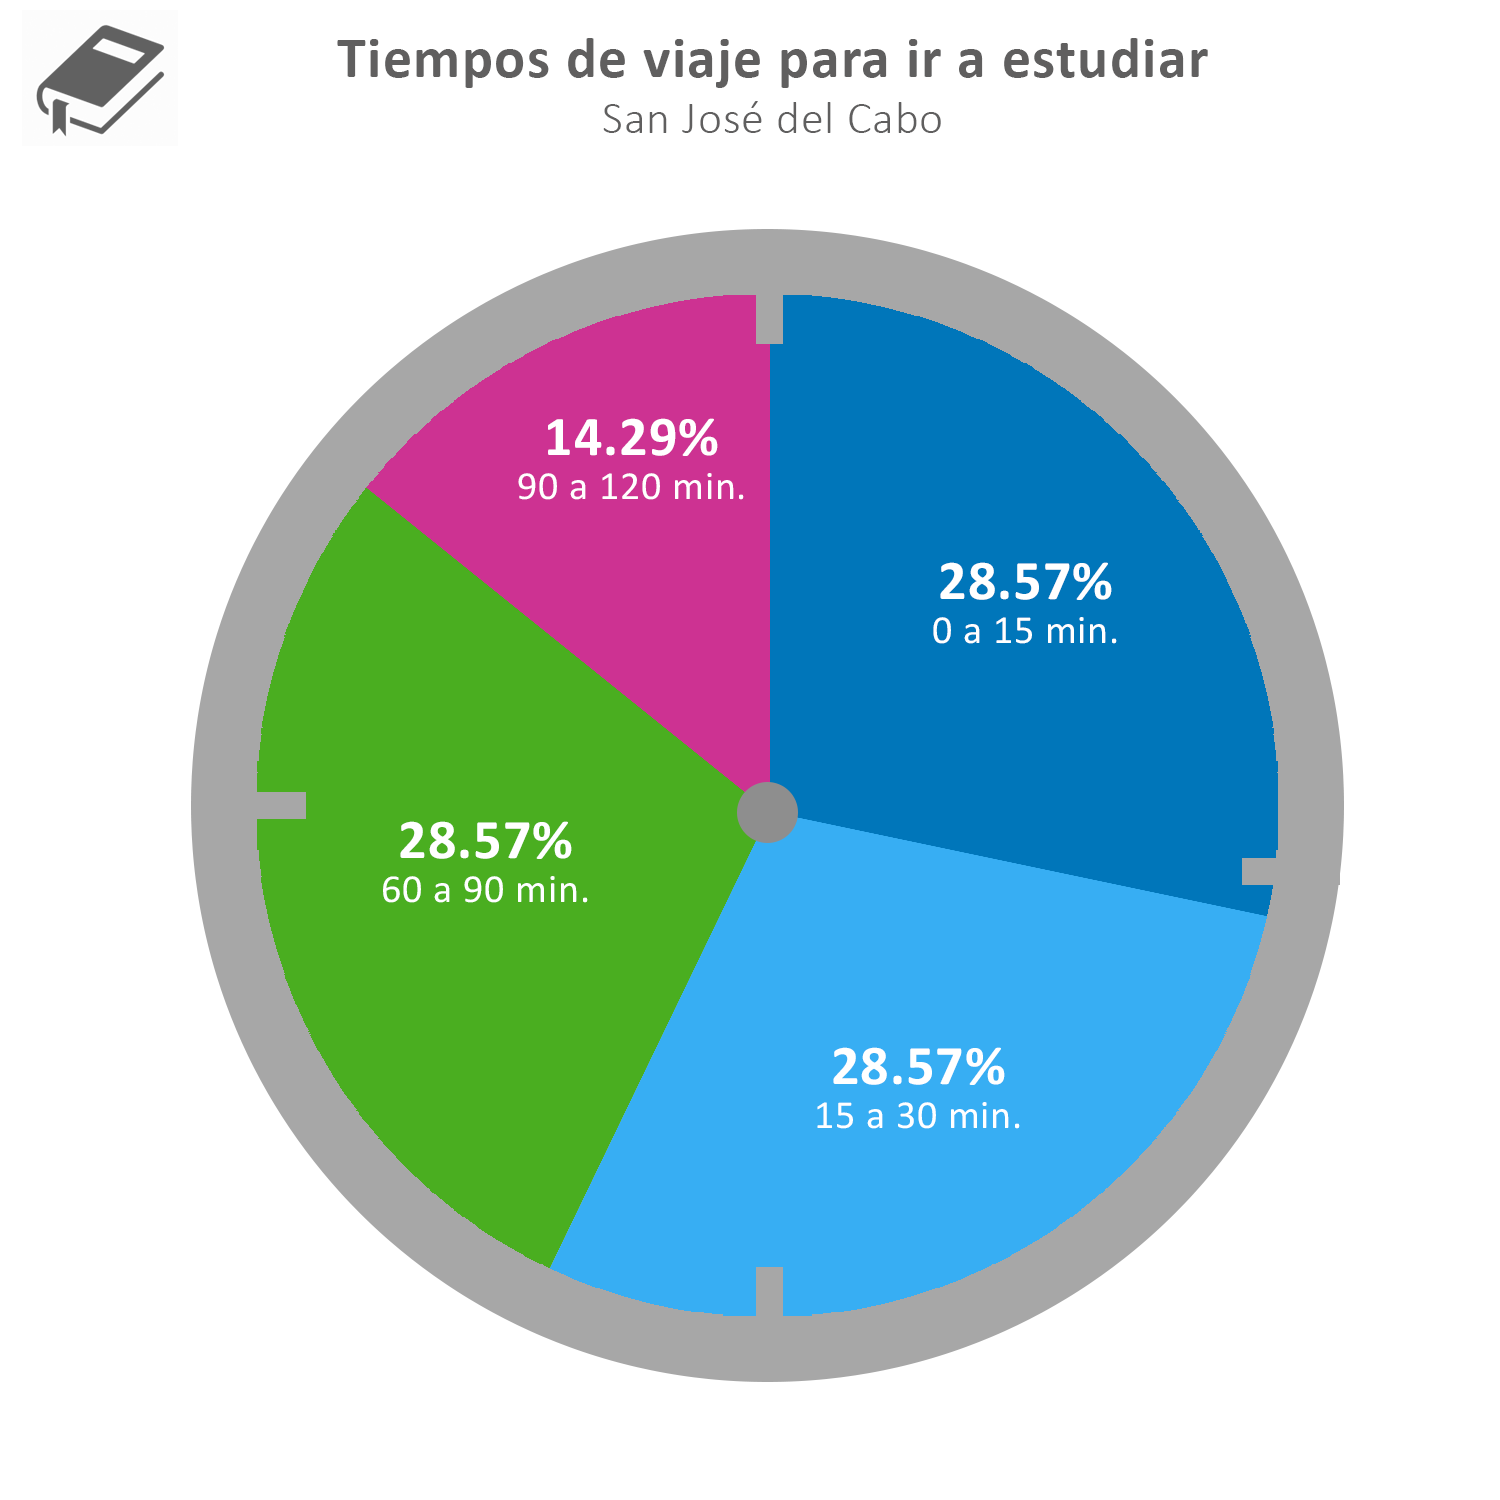 Tiempos de viaje para ir a estudiar
San José del Cabo
14.29%
90 a 120 min.
28.57%
0 a 15 min.
28.57%
60 a 90 min.
28.57%
15 a 30 min.